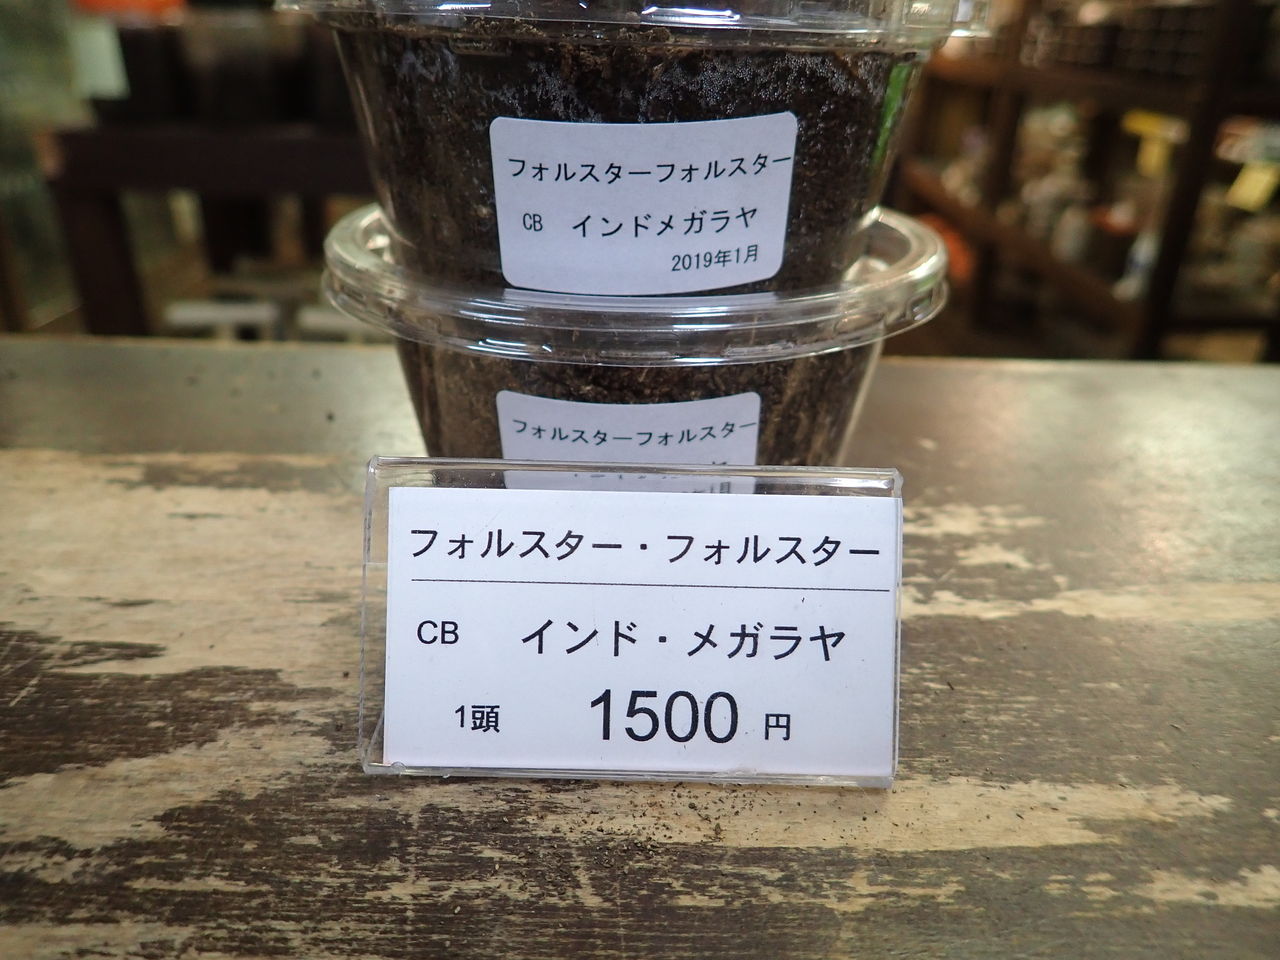 フォルスターフォルスター
CB インドメガラヤ
2019年1月
フォルスターフォルスター
フォルスター・フォルスター
CB インド・メガラヤ
1頭 1500 円